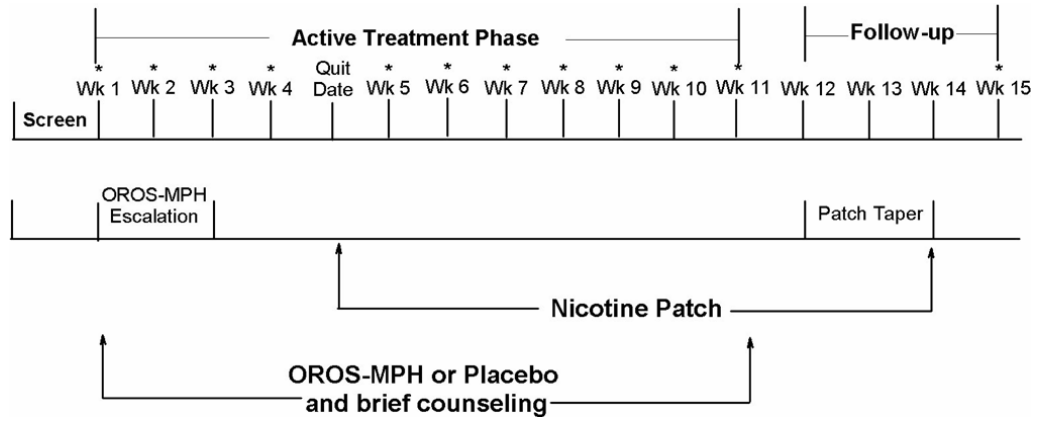 Active Treatment Phase
Follow-up
* * * * Quit * * * * * * * *
Wk 1 Wk 2 Wk 3 Wk 4 Date Wk 5 Wk 6 Wk 7 Wk 8 Wk 9 Wk 10 Wk 11 Wk 12 Wk 13 Wk 14 Wk 15
Screen
OROS-MPH
Escalation
Patch Taper
Nicotine Patch
OROS-MPH or Placebo
and brief counseling